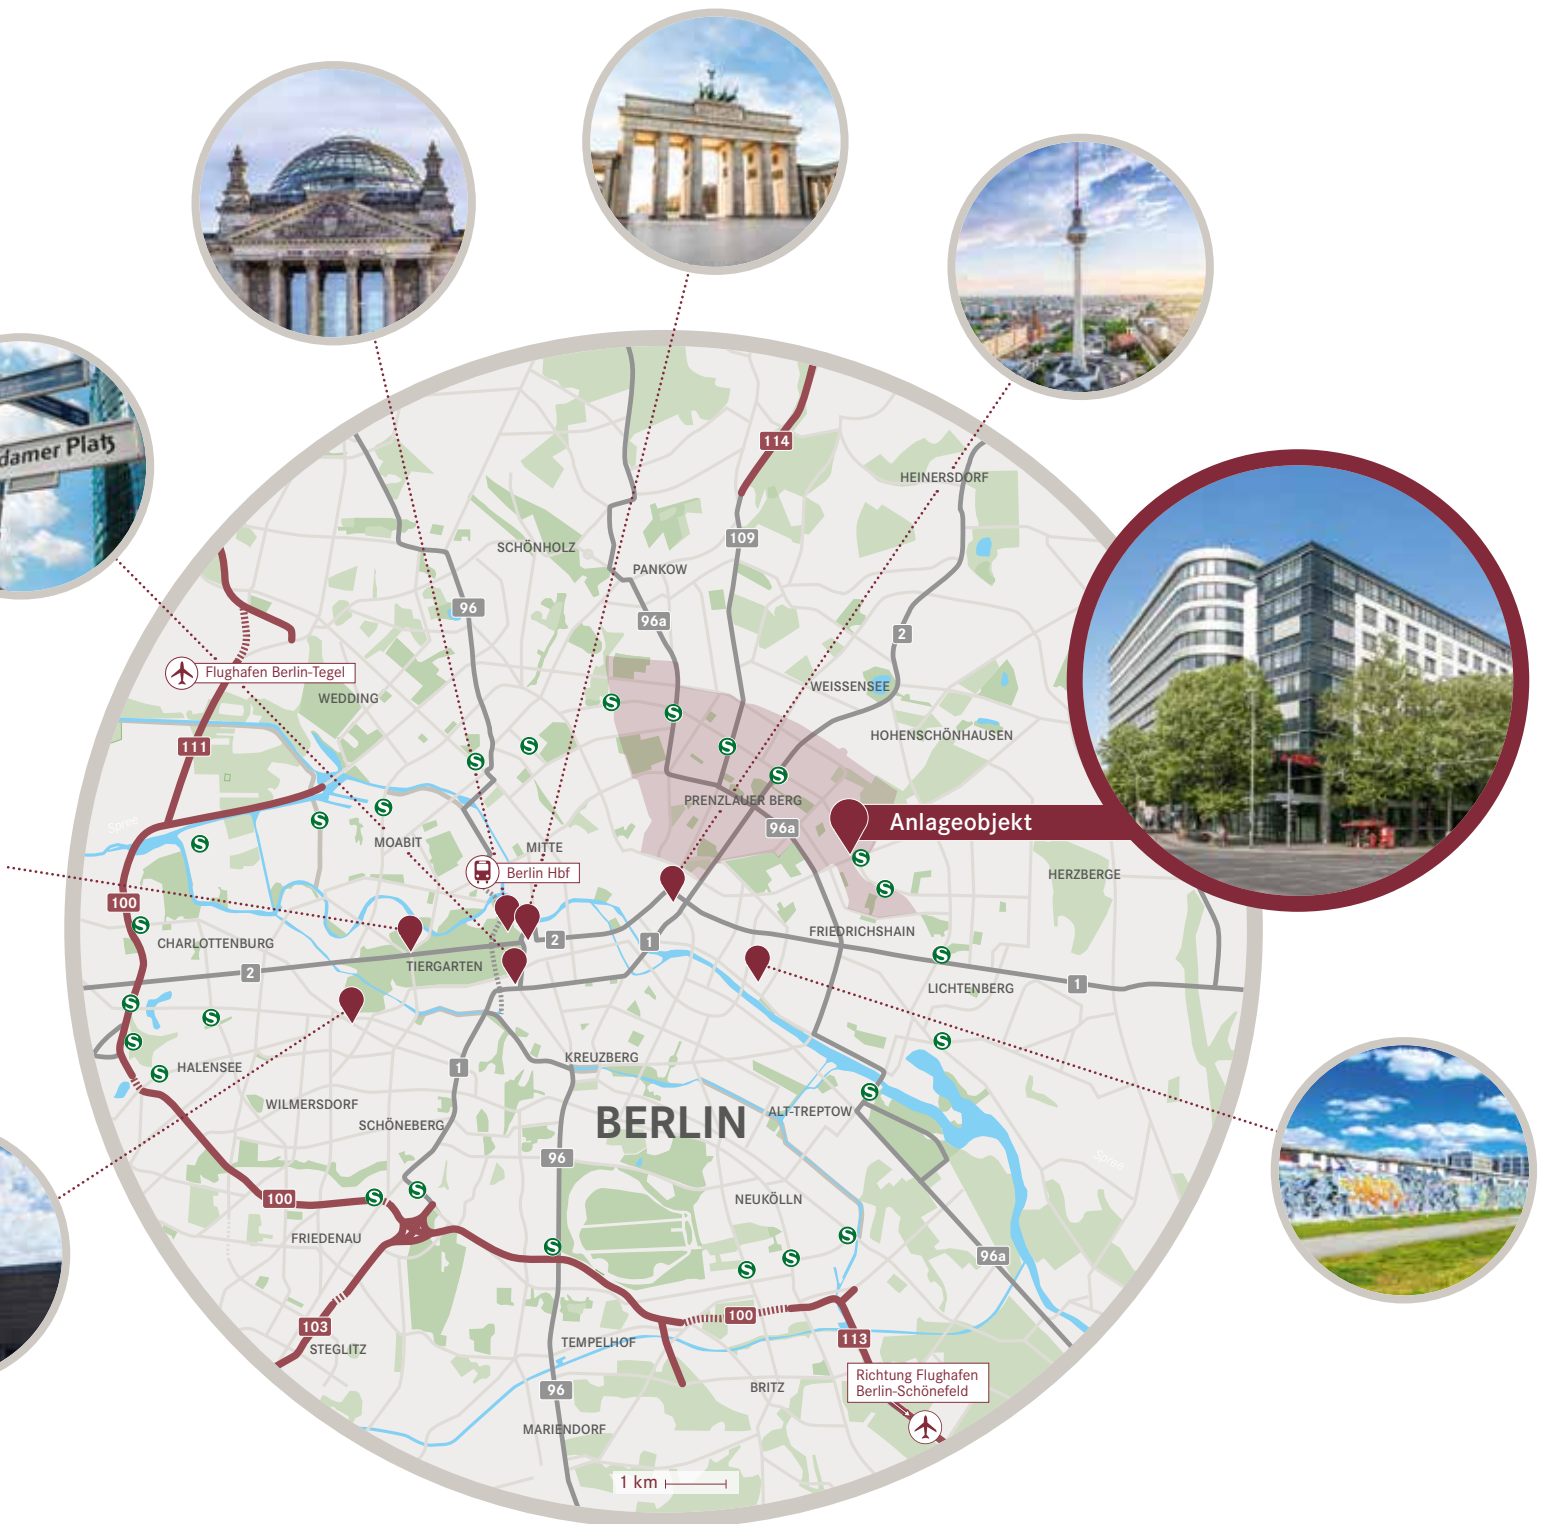 damer Platz
114
HEINERSDORF
109
SCHÖNHOLZ
PANKOW
96
96a
2
Flughafen Berlin-Tegel
WEISSENSEE
WEDDING
HOHENSCHÖNHAUSEN
111
S
S
S
S
S
S
PRENZLAUER BERG
S
S
Anlageobjekt
Spree
96a
MOABIT
S
MITTE
S
Berlin Hbf
HERZBERGE
S
100
S
FRIEDRICHSHAIN
CHARLOTTENBURG
2
1
S
TIERGARTEN
2
1
LICHTENBERG
S
S
S
S
KREUZBERG
HALENSEE
1
S
S
WILMERSDORF
BERLIN
ALT-TREPTOW
SCHÖNEBERG
96
Spree
S
S
100
NEUKÖLLN
FRIEDENAU
S
S
96a
S
S
100
103
113
TEMPELHOF
STEGLITZ
Richtung Flughafen
Berlin-Schönefeld
BRITZ
96
MARIENDORF
1 km